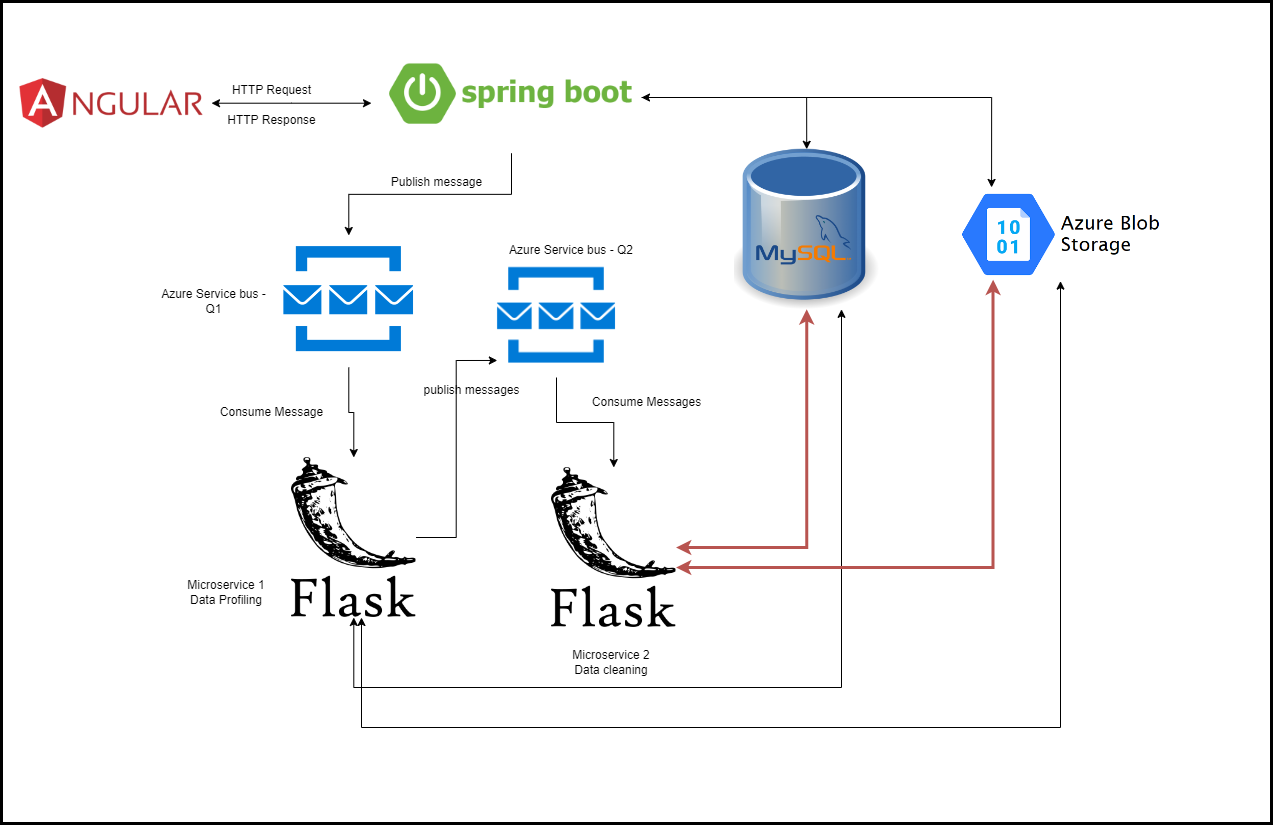 HTTP Request
ANGULAR
HTTP Response
spring boot
Publish message
Azure Service bus -
Q1
Azure Service bus - Q2
MySQL
10
01
Azure Blob
Storage
publish messages
Consume Message
Consume Messages
Flask
Microservice 1
Data Profiling
Flask
Microservice 2
Data cleaning